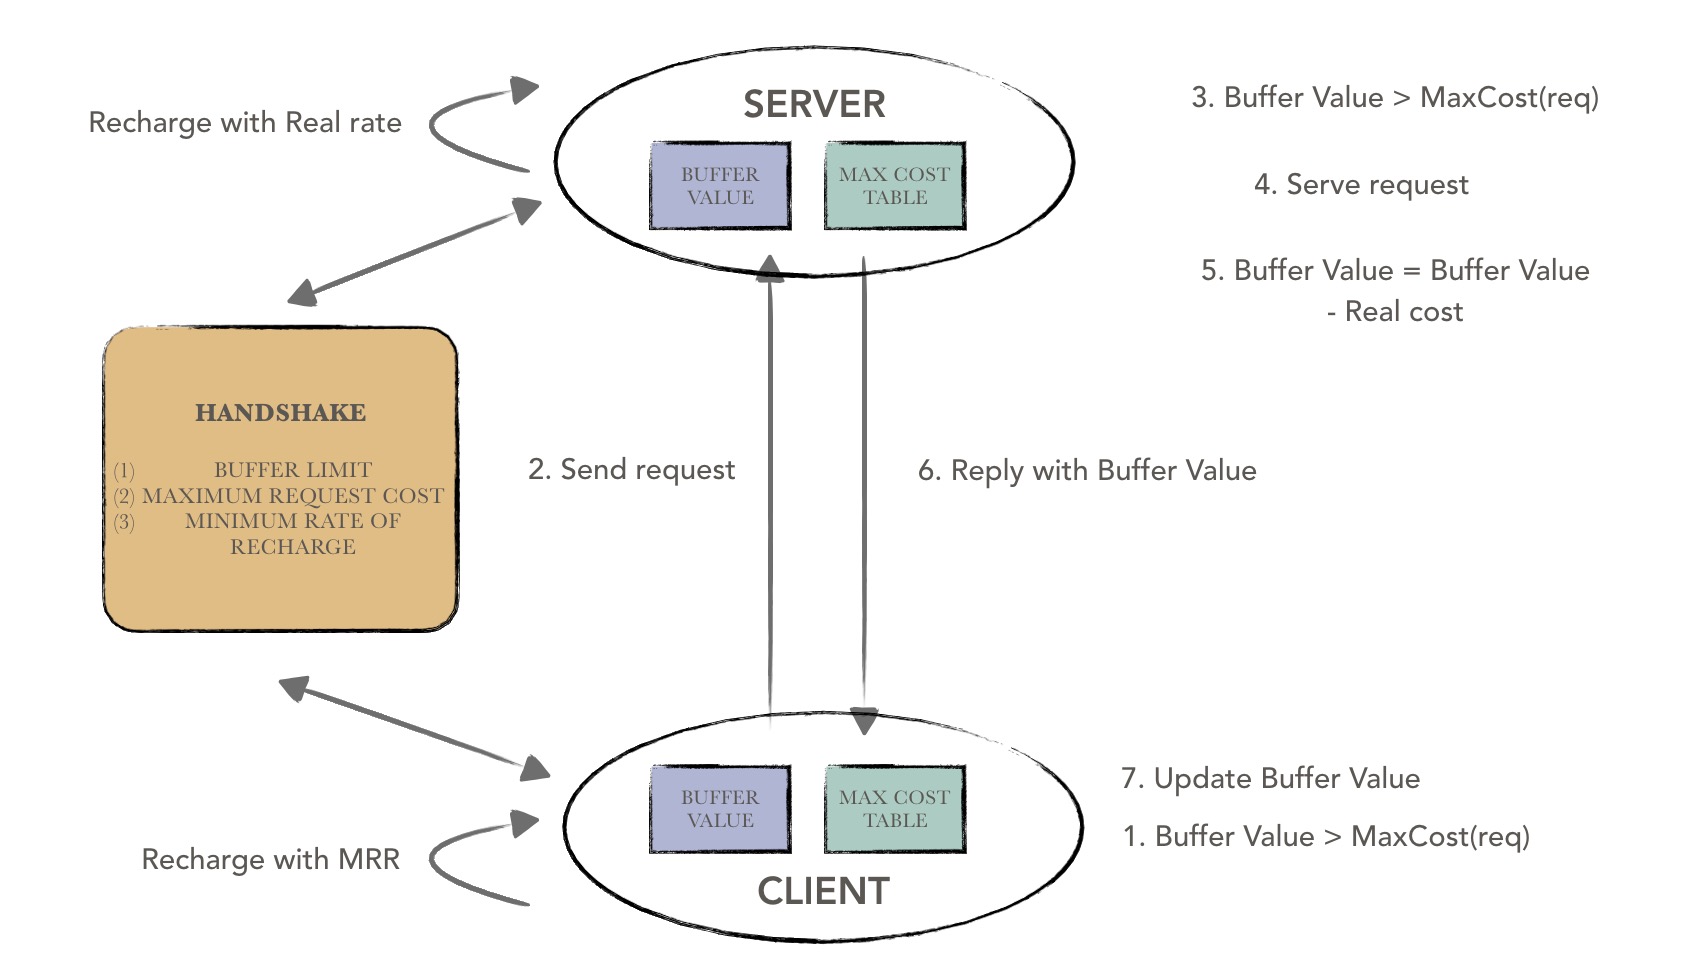 SERVER
3. Buffer Value > MaxCost(req)
Recharge with Real rate
BUFFER
VALUE
MAX COST
TABLE
4. Serve request
5. Buffer Value = Buffer Value
- Real cost
HANDSHAKE
(1) BUFFER LIMIT
(2) MAXIMUM REQUEST COST
(3) MINIMUM RATE OF
RECHARGE
2. Send request
6. Reply with Buffer Value
BUFFER
VALUE
MAX COST
TABLE
7. Update Buffer Value
1. Buffer Value > MaxCost(req)
Recharge with MRR
CLIENT